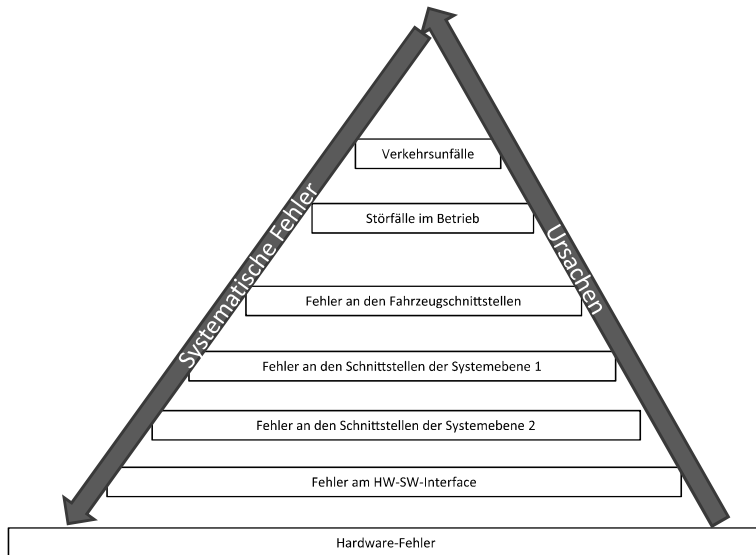 Verkehrsunfälle
Störfälle im Betrieb
Systematische Fehler
Ursachen
Fehler an den Fahrzeugschnittstellen
Fehler an den Schnittstellen der Systemebene 1
Fehler an den Schnittstellen der Systemebene 2
Fehler am HW-SW-Interface
Hardware-Fehler